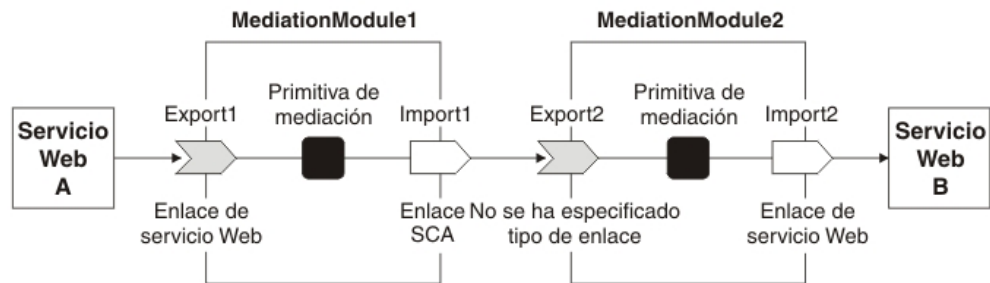 MediationModule1
MediationModule2
Servicio
Web
A
Export1
Primitiva de
mediación
Import1
Export2
Primitiva de
mediación
Import2
Servicio
Web
B
Enlace de
servicio Web
Enlace
SCA
No se ha especificado
tipo de enlace
Enlace de
servicio Web